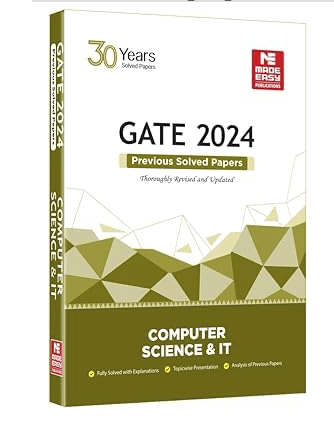 30 Years
Solved Papers
NE
MADE
EASY
PUBLICATIONS
GATE 2024
Previous Solved Papers
Thoroughly Revised and Updated
COMPUTER
SCIENCE & IT
Fully Solved with Explanations
Topicwise Presentation
Analysis of Previous Papers
GATE 2024
Previous Solved Papers
COMPUTER
SCIENCE & IT
NE
MADE
EASY